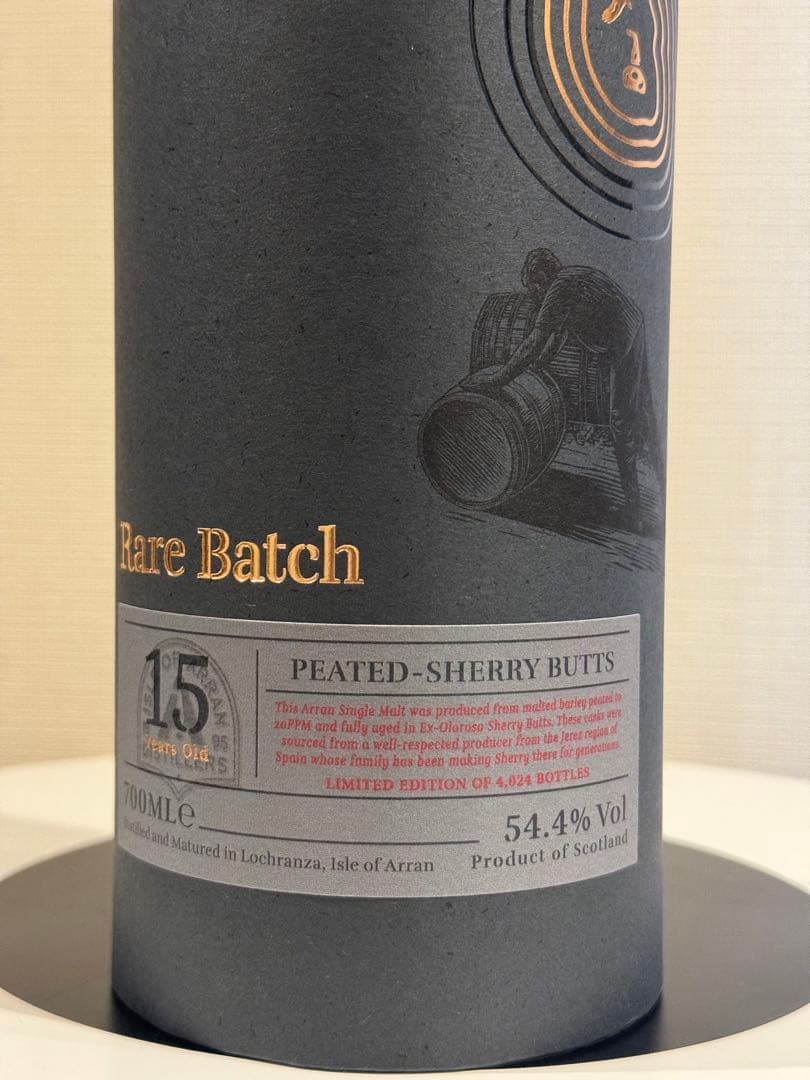 Rare Batch
15
Years Old
PEATED-SHERRY BUTTS
This Arran Single Malt was produced from malted barley peated to
20PPM and fully aged in Ex-Oloroso Sherry Butts. These casks were
sourced from a well-respected producer from the Jerez region of
Spain whose family has been making Sherry there for generations.
LIMITED EDITION OF 4,024 BOTTLES
700MLe
54.4% Vol
Distilled and Matured in Lochranza, Isle of Arran
Product of Scotland